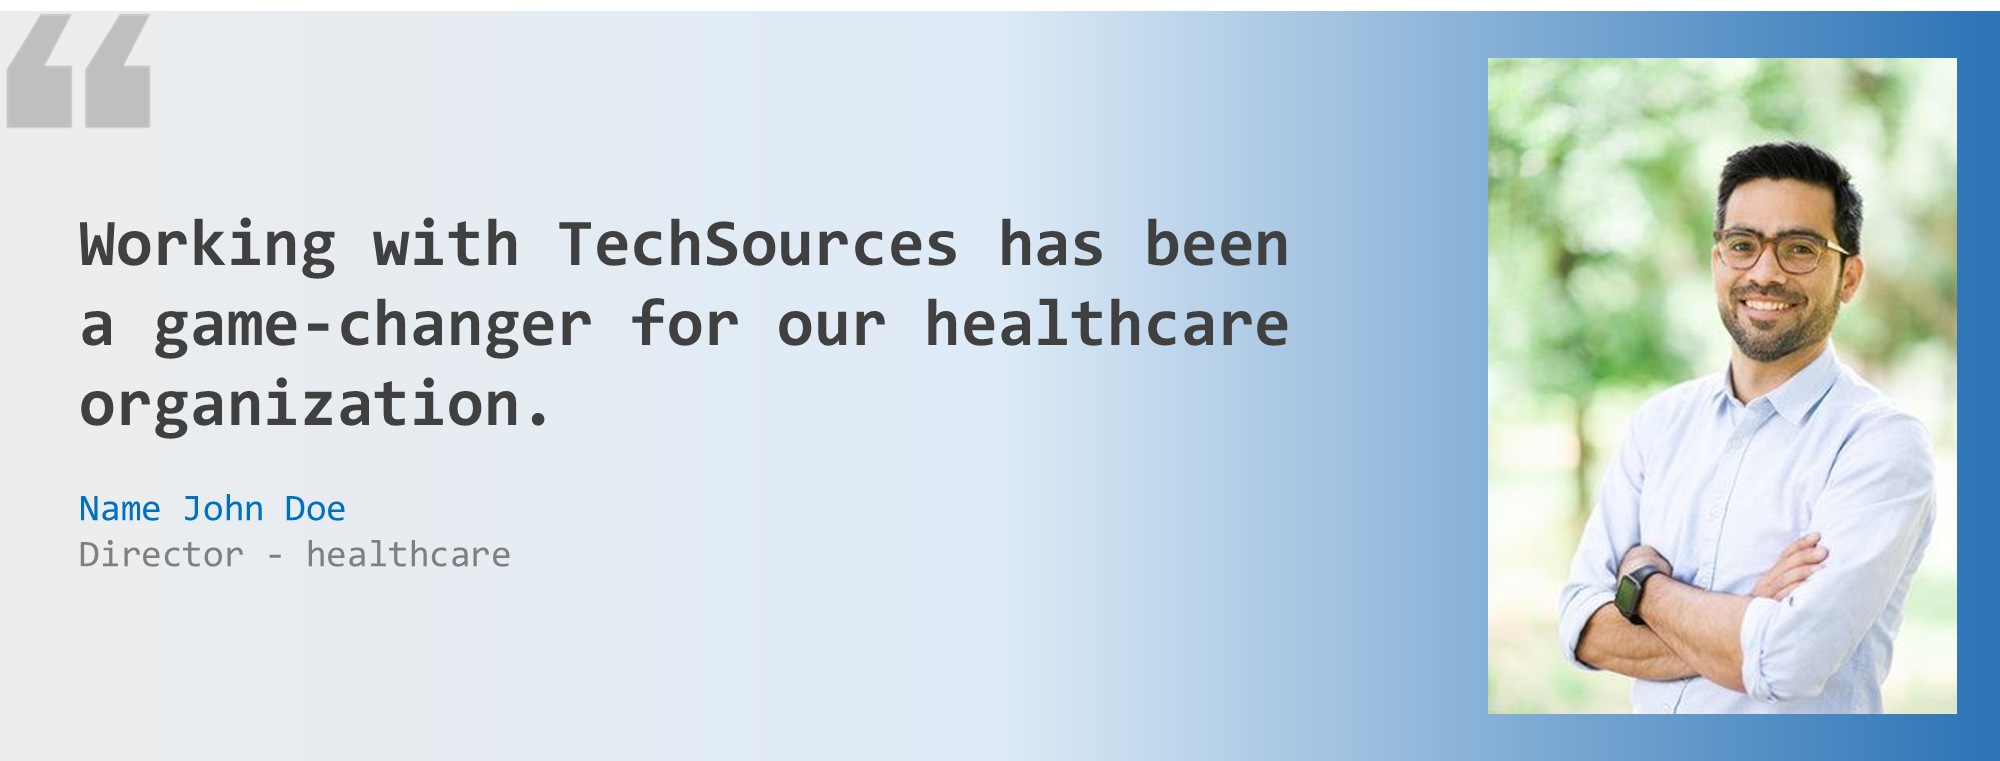 “
Working with TechSources has been
a game-changer for our healthcare
organization.
Name John Doe
Director - healthcare